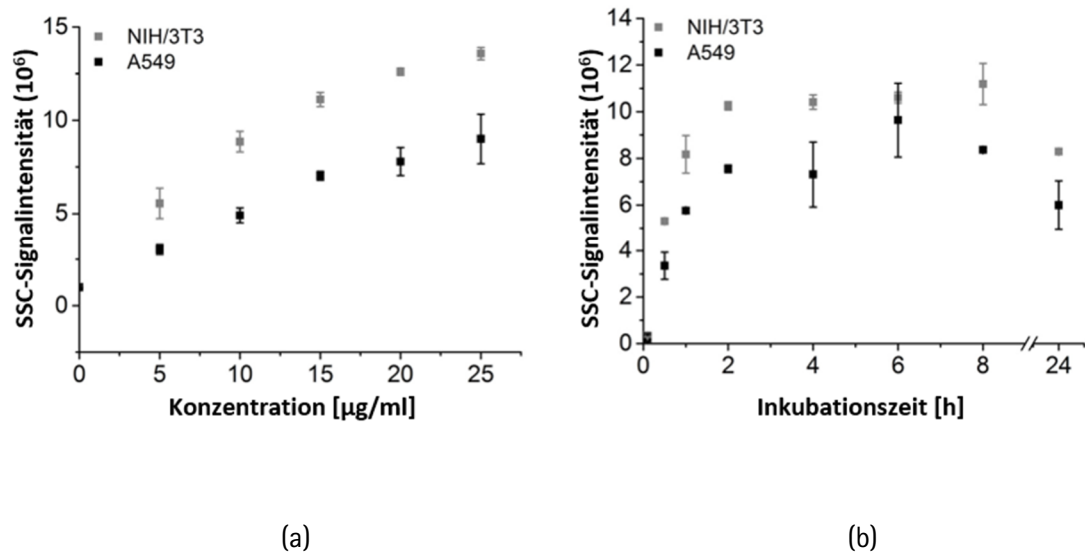 NIH/3T3
A549
SSC-Signalintensität (10⁶)
15
10
5
0
0 5 10 15 20 25
Konzentration [µg/ml]
(a)
NIH/3T3
A549
SSC-Signalintensität (10⁶)
14
12
10
8
6
4
2
0
0 2 4 6 8 24
Inkubationszeit [h]
(b)